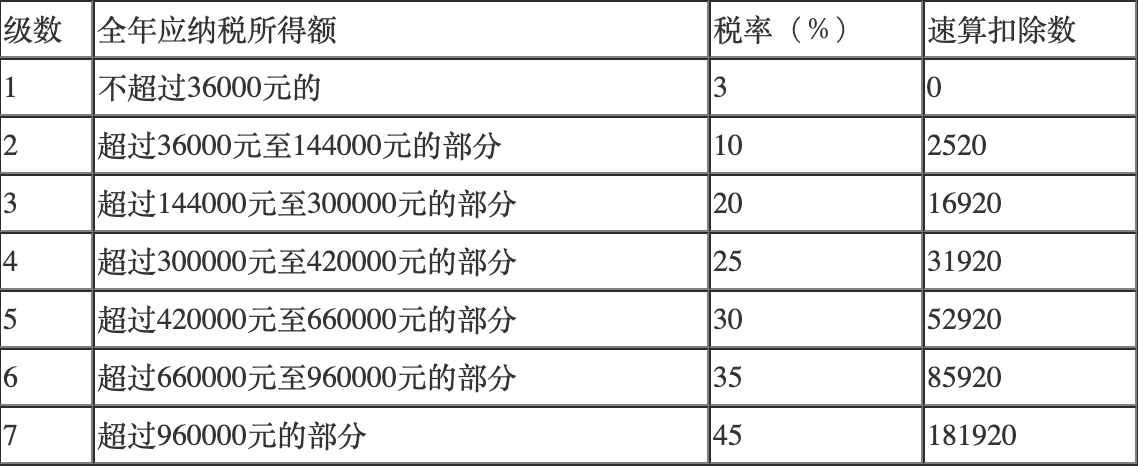 级数 全年应纳税所得额 税率（%） 速算扣除数
1 不超过36000元的 3 0
2 超过36000元至144000元的部分 10 2520
3 超过144000元至300000元的部分 20 16920
4 超过300000元至420000元的部分 25 31920
5 超过420000元至660000元的部分 30 52920
6 超过660000元至960000元的部分 35 85920
7 超过960000元的部分 45 181920